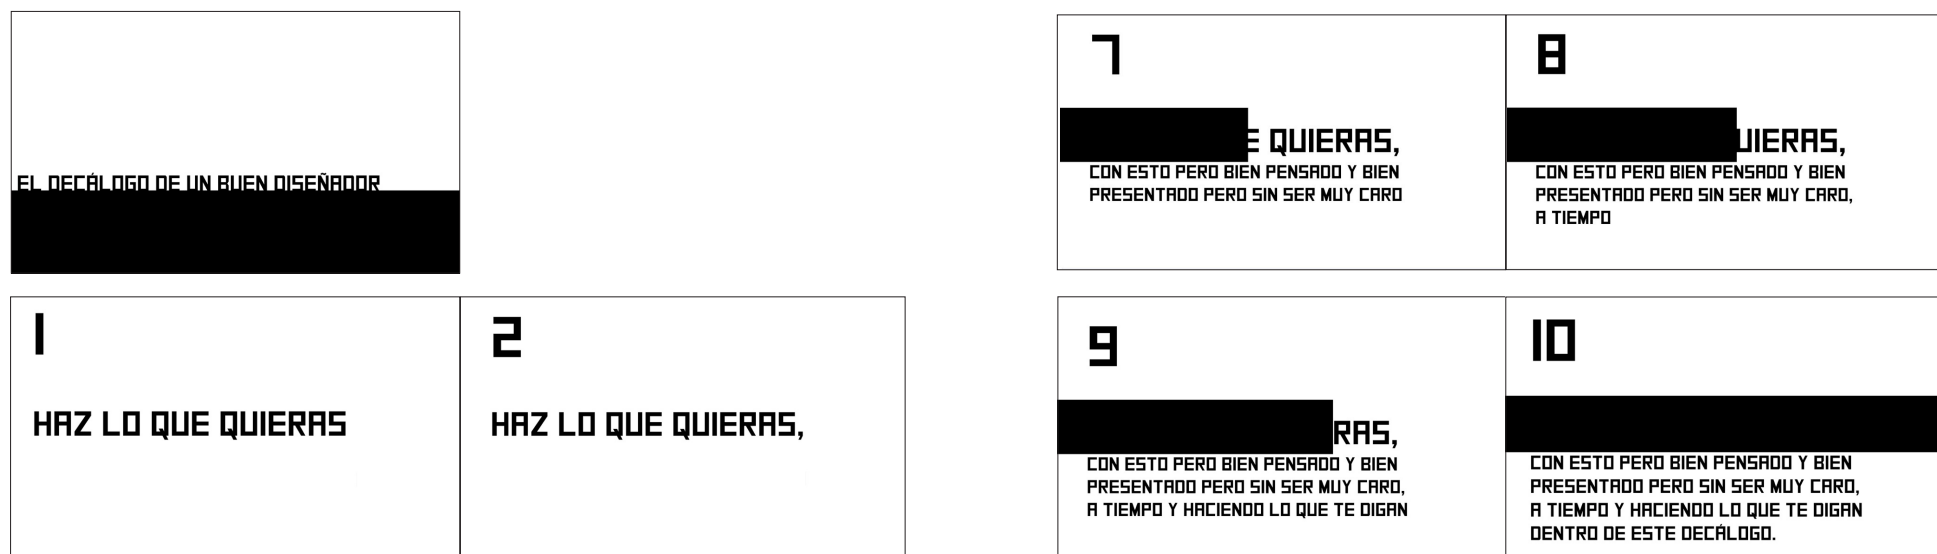 EL DECÁLOGO DE UN BUEN DISEÑADOR
1
HAZ LO QUE QUIERAS
2
HAZ LO QUE QUIERAS,
7
E QUIERAS,
CON ESTO PERO BIEN PENSADO Y BIEN
PRESENTADO PERO SIN SER MUY CARO
8
UIERAS,
CON ESTO PERO BIEN PENSADO Y BIEN
PRESENTADO PERO SIN SER MUY CARO,
A TIEMPO
9
RAS,
CON ESTO PERO BIEN PENSADO Y BIEN
PRESENTADO PERO SIN SER MUY CARO,
A TIEMPO Y HACIENDO LO QUE TE DIGAN
10
CON ESTO PERO BIEN PENSADO Y BIEN
PRESENTADO PERO SIN SER MUY CARO,
A TIEMPO Y HACIENDO LO QUE TE DIGAN
DENTRO DE ESTE DECÁLOGO.